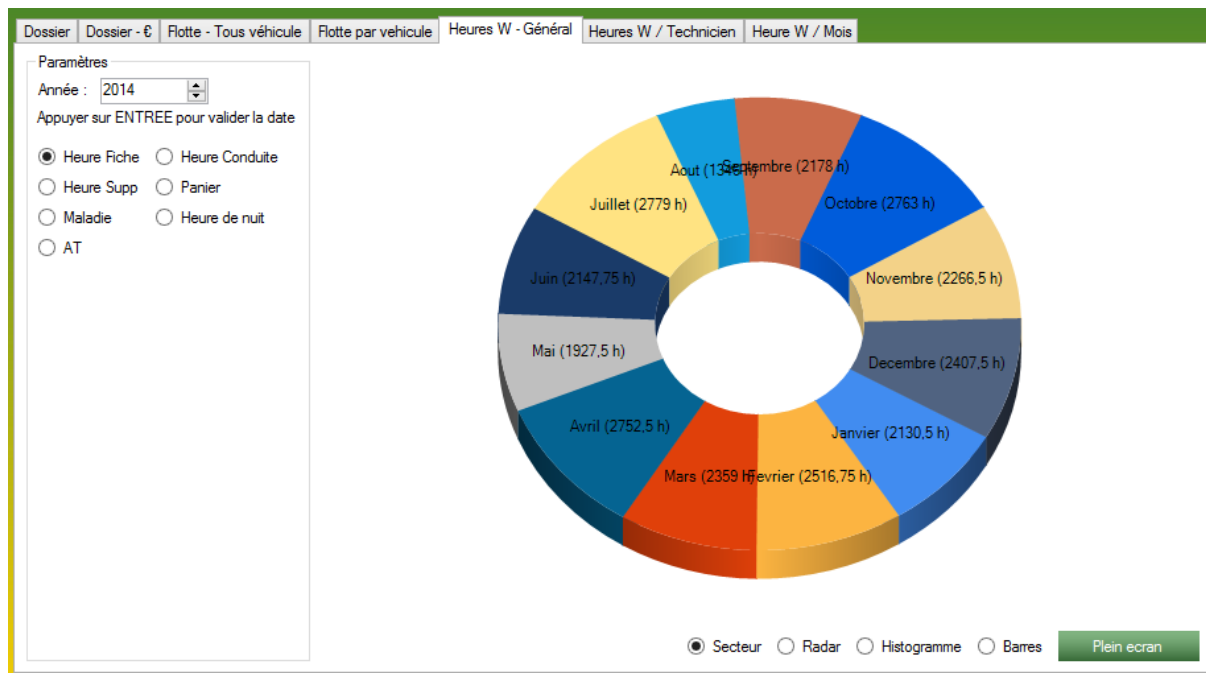 Dossier
Dossier - €
Flotte - Tous véhicule
Flotte par vehicule
Heures W - Général
Heures W / Technicien
Heure W / Mois
Paramètres
Année : 2014
Appuyer sur ENTREE pour valider la date
Heure Fiche
Heure Conduite
Heure Supp
Panier
Maladie
Heure de nuit
AT
Aout
Septembre (2178 h)
Juillet (2779 h)
Octobre (2763 h)
Juin (2147,75 h)
Novembre (2266,5 h)
Mai (1927,5 h)
Decembre (2407,5 h)
Avril (2752,5 h)
Janvier (2130,5 h)
Mars (2359 h)
Fevrier (2516,75 h)
Secteur
Radar
Histogramme
Barres
Plein ecran